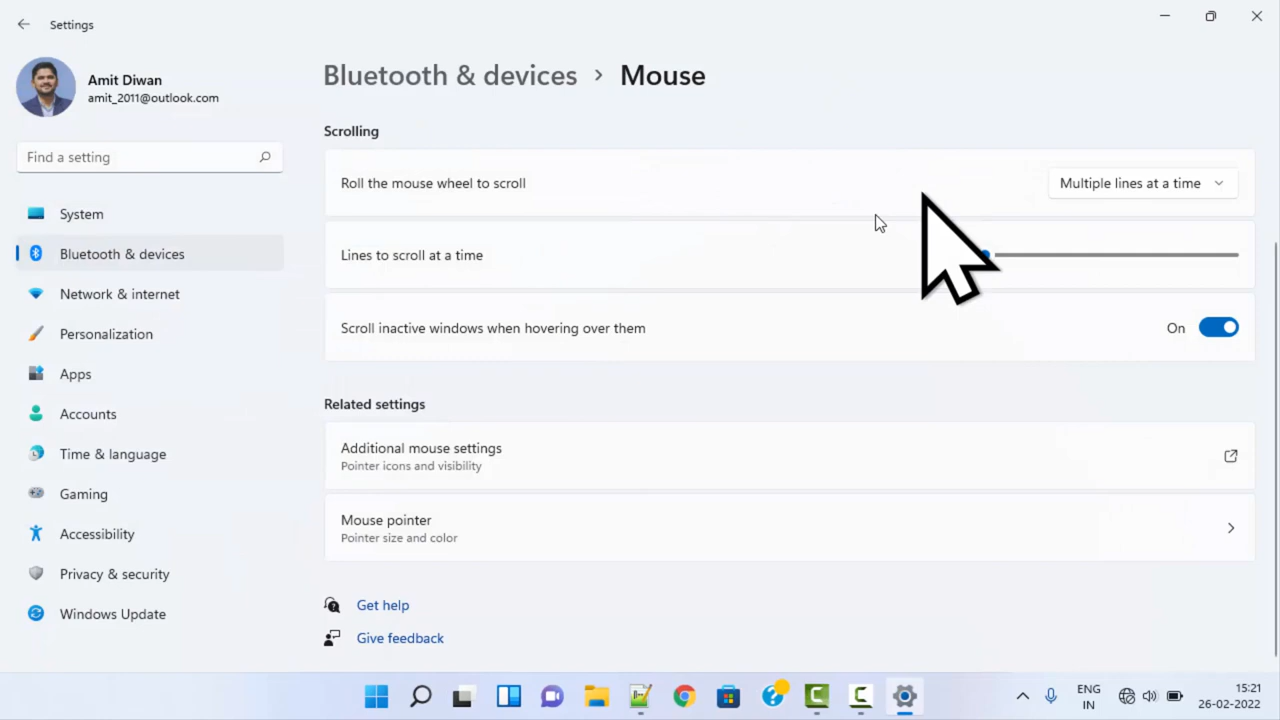 Settings
Amit Diwan
amit_2011@outlook.com
Find a setting
System
Bluetooth & devices
Network & internet
Personalization
Apps
Accounts
Time & language
Gaming
Accessibility
Privacy & security
Windows Update
Bluetooth & devices > Mouse
Scrolling
Roll the mouse wheel to scroll
Multiple lines at a time
Lines to scroll at a time
Scroll inactive windows when hovering over them
On
Related settings
Additional mouse settings
Pointer icons and visibility
Mouse pointer
Pointer size and color
Get help
Give feedback
ENG
IN
15:21
26-02-2022